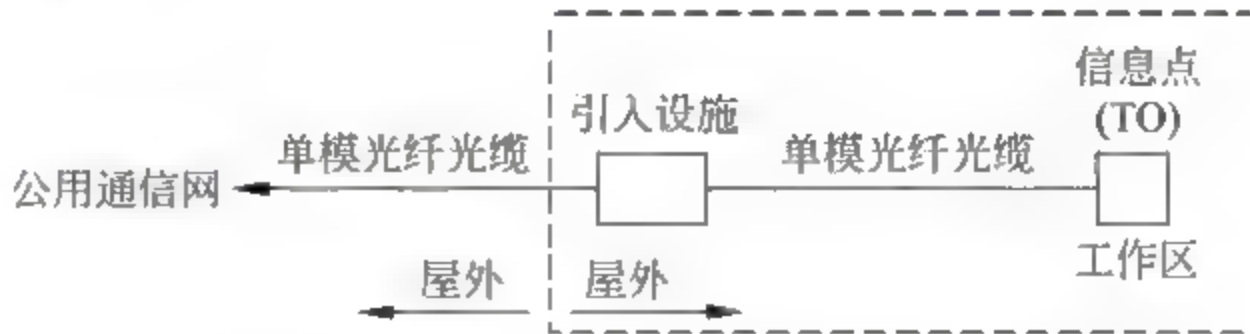 信息点
(TO)
引入设施
单模光纤光缆
单模光纤光缆
公用通信网
工作区
屋外
屋外